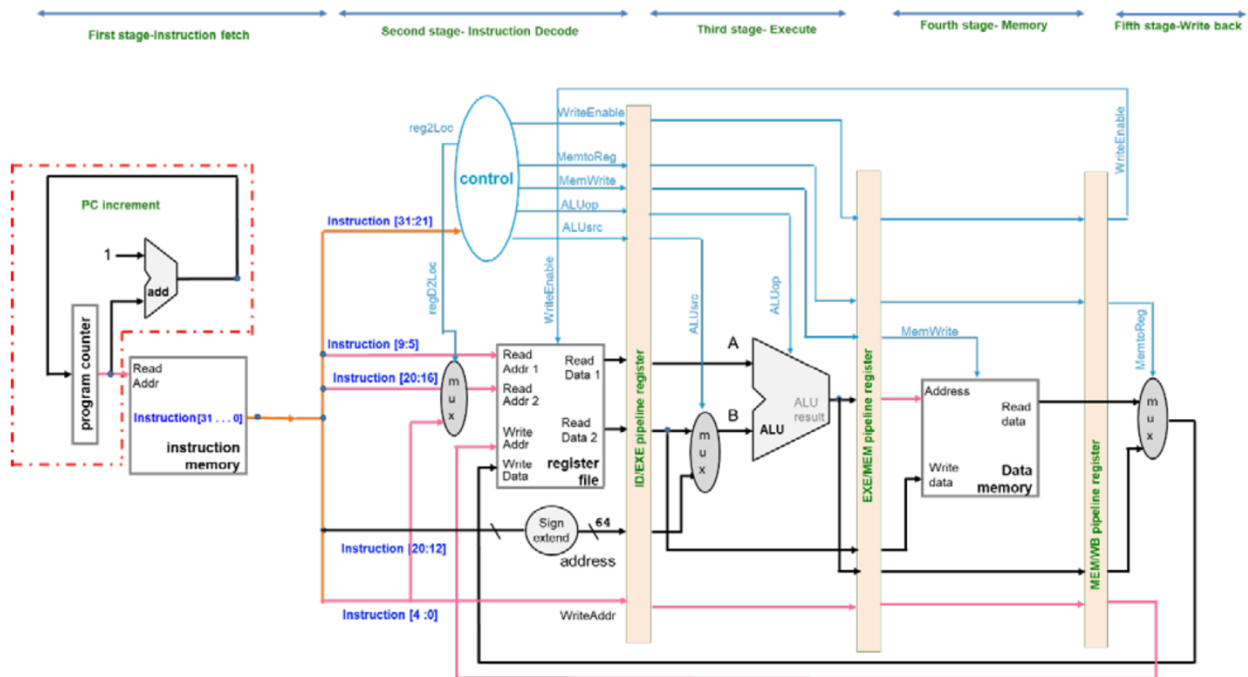 First stage-Instruction fetch
Second stage- Instruction Decode
Third stage- Execute
Fourth stage- Memory
Fifth stage-Write back
PC increment
1
add
program counter
Read
Addr
Instruction[31 . . . 0]
instruction
memory
reg2Loc
control
WriteEnable
MemtoReg
MemWrite
ALUop
ALUsrc
Instruction [31:21]
regD2Loc
WriteEnable
Instruction [9:5]
Instruction [20:16]
mux
Read
Addr 1
Read
Addr 2
Write
Addr
Write
Data
Read
Data 1
Read
Data 2
register
file
Sign
extend
64
address
Instruction [20:12]
Instruction [4 :0]
WriteAddr
ID/EXE pipeline register
ALUsrc
ALUop
A
B
mux
ALU
ALU
result
EXE/MEM pipeline register
MemWrite
Address
Read
data
Write
data
Data
memory
MEM/WB pipeline register
WriteEnable
MemtoReg
mux